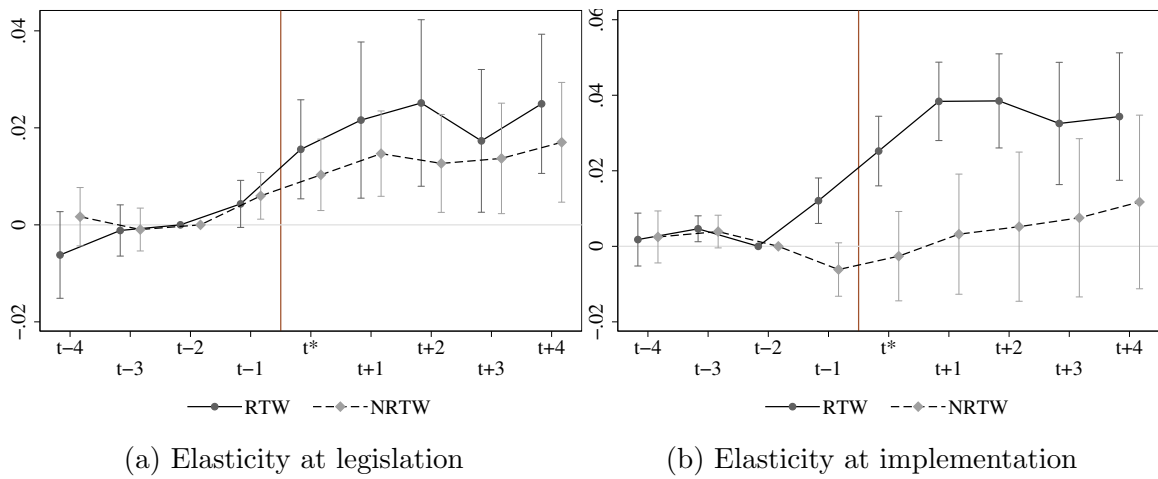 .04
.02
0
-.02
t-4 t-2 t* t+2 t+4
t-3 t-1 t+1 t+3
RTW NRTW
(a) Elasticity at legislation
.06
.04
.02
0
-.02
t-4 t-2 t* t+2 t+4
t-3 t-1 t+1 t+3
RTW NRTW
(b) Elasticity at implementation